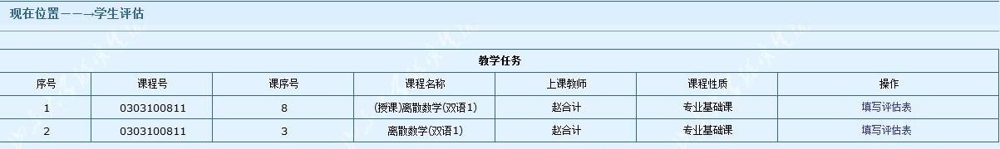 现在位置——→学生评估
教学任务
序号 课程号 课序号 课程名称 上课教师 课程性质 操作
1 0303100811 8 (授课)离散数学(双语1) 赵合计 专业基础课 填写评估表
2 0303100811 3 离散数学(双语1) 赵合计 专业基础课 填写评估表